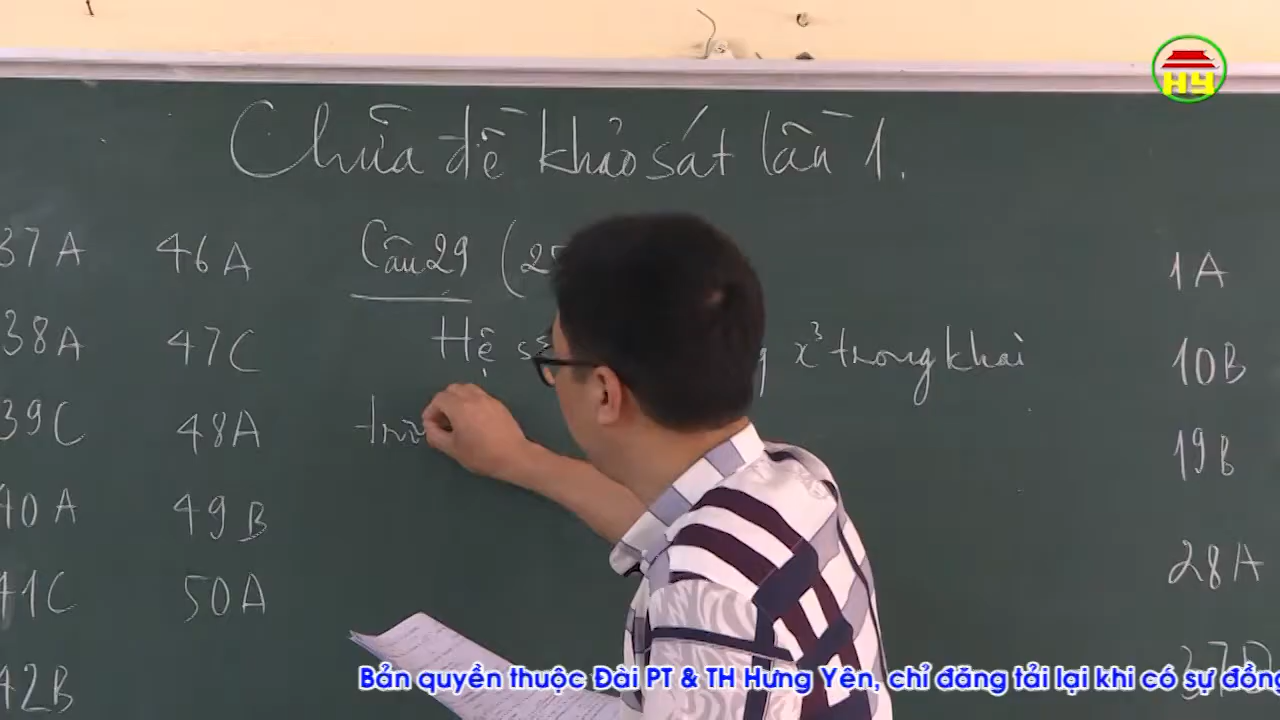 HY
Chữa đề khảo sát lần 1.
37A
38A
39C
40A
41C
42B
46A
47C
48A
49B
50A
Câu 29 (2
Hệ x³ trong khai
1A
10B
19B
28A
37B
Bản quyền thuộc Đài PT & TH Hưng Yên, chỉ đăng tải lại khi có sự đồng